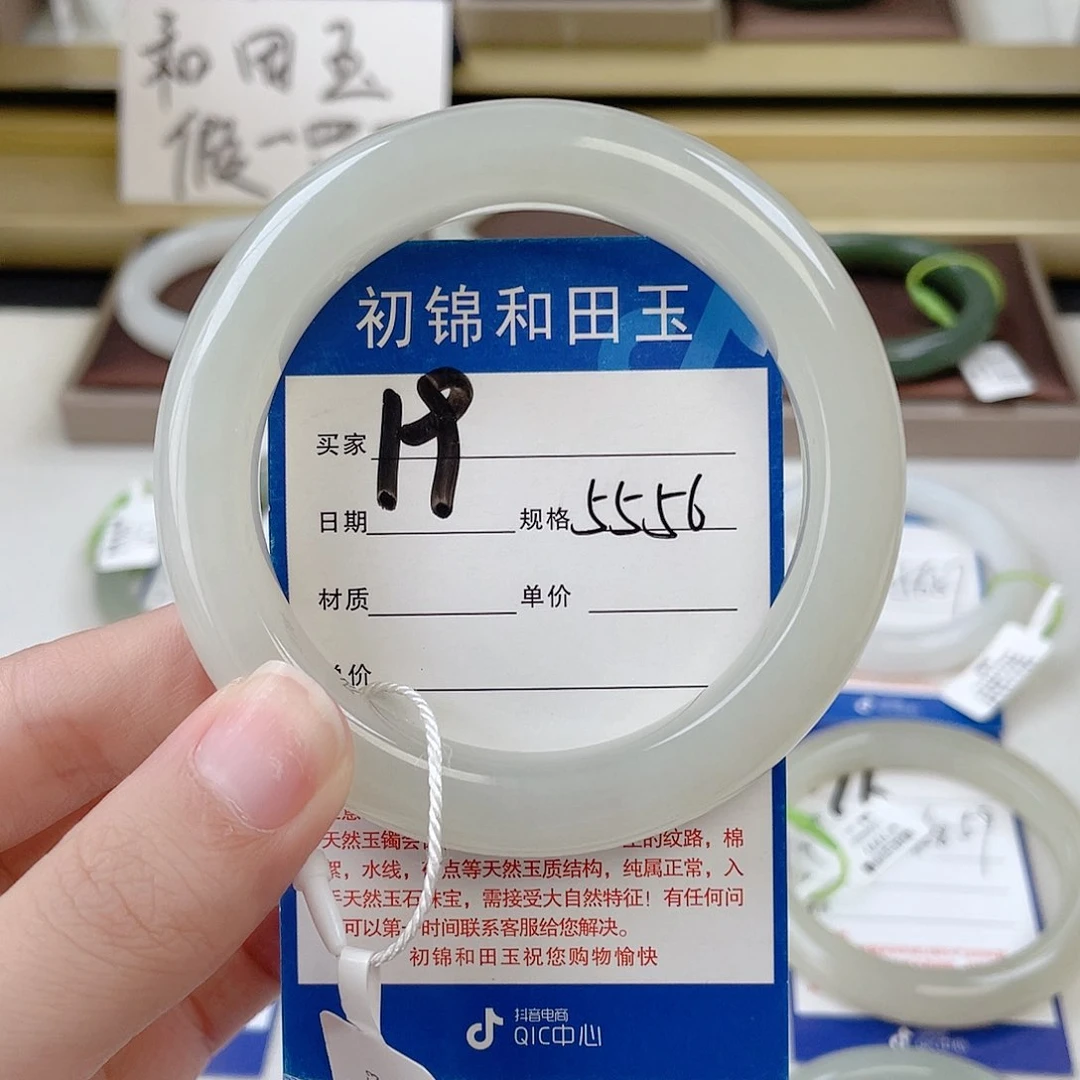 和田玉
假一
初锦和田玉
买家
日期 规格 5556
材质 单价
价
天然玉镯会 的纹路，棉
絮，水线， 点等天然玉质结构，纯属正常，入
手天然玉石珠宝，需接受大自然特征！有任何问
可以第一时间联系客服给您解决。
初锦和田玉祝您购物愉快
抖音电商
QIC中心